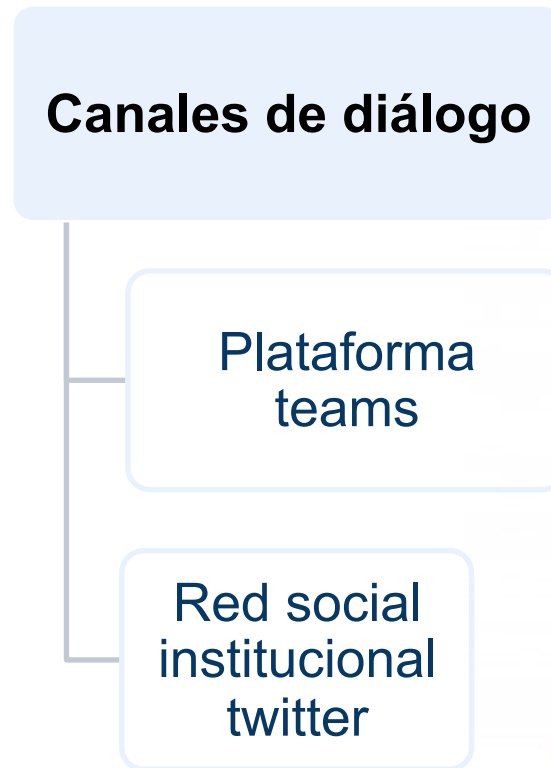 Canales de diálogo
Plataforma
teams
Red social
institucional
twitter